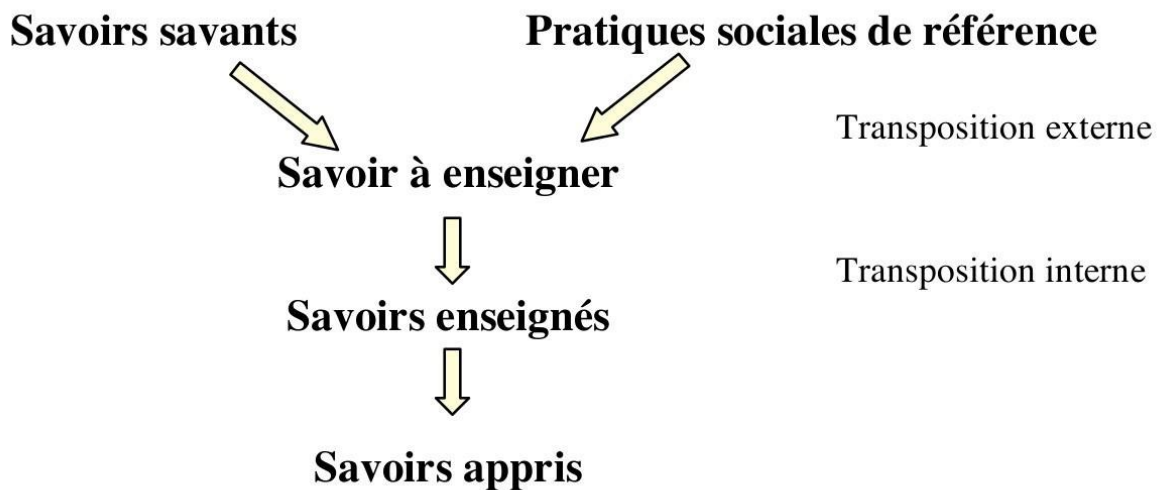 Savoirs savants
Pratiques sociales de référence
Transposition externe
Savoir à enseigner
Transposition interne
Savoirs enseignés
Savoirs appris